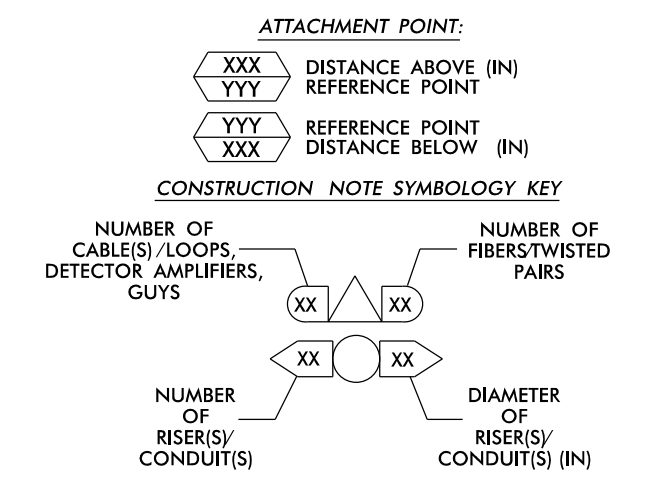 ATTACHMENT POINT:
XXX
DISTANCE ABOVE (IN)
YYY
REFERENCE POINT
YYY
REFERENCE POINT
XXX
DISTANCE BELOW (IN)
CONSTRUCTION NOTE SYMBOLOGY KEY
NUMBER OF
CABLE(S)/LOOPS,
DETECTOR AMPLIFIERS,
GUYS
NUMBER OF
FIBERS/TWISTED
PAIRS
XX
XX
XX
XX
NUMBER
OF
RISER(S)/
CONDUIT(S)
DIAMETER
OF
RISER(S)/
CONDUIT(S) (IN)